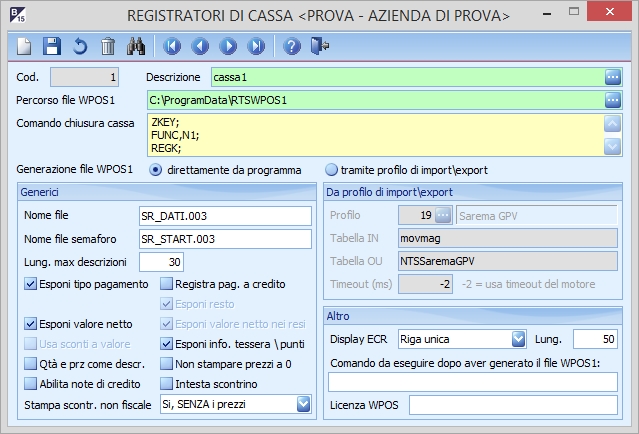 B 15 REGISTRATORI DI CASSA <PROVA - AZIENDA DI PROVA>
Cod. 1 Descrizione cassa1
Percorso file WPOS1 C:\ProgramData\RTSWPOS1
Comando chiusura cassa ZKEY;
FUNC,N1;
REGK;
Generazione file WPOS1 direttamente da programma tramite profilo di import\export
Generici
Nome file SR_DATI.003
Nome file semaforo SR_START.003
Lung. max descrizioni 30
Esponi tipo pagamento Registra pag. a credito
Esponi resto
Esponi valore netto Esponi valore netto nei resi
Usa sconti a valore Esponi info. tessera \ punti
Qtà e prz come descr. Non stampare prezzi a 0
Abilita note di credito Intesta scontrino
Stampa scontr. non fiscale Si, SENZA i prezzi
Da profilo di import\export
Profilo 19 Sarema GPV
Tabella IN movmag
Tabella OU NTSSaremaGPV
Timeout (ms) -2 -2 = usa timeout del motore
Altro
Display ECR Riga unica Lung. 50
Comando da eseguire dopo aver generato il file WPOS1:
Licenza WPOS